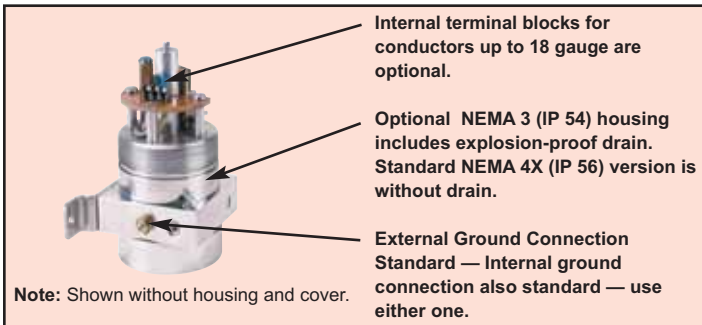 Internal terminal blocks for
conductors up to 18 gauge are
optional.
Optional  NEMA 3 (IP 54) housing
includes explosion-proof drain.
Standard NEMA 4X (IP 56) version is
without drain.
External Ground Connection
Standard — Internal ground
connection also standard — use
either one.
Note: Shown without housing and cover.